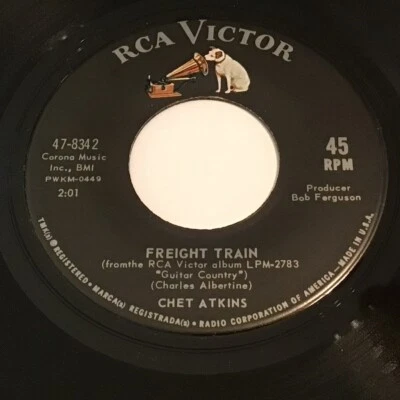 RCA VICTOR
47-8342
Corona Music
Inc., BMI
PWKM-0449
2:01
45
RPM
Producer
Bob Ferguson
FREIGHT TRAIN
(fromthe RCA Victor album LPM-2783
"Guitar Country")
(Charles Albertine)
CHET ATKINS
TMK(s) ® REGISTERED • MARCA(s) REGISTRADA(s) • RADIO CORPORATION OF AMERICA—MADE IN U.S.A.